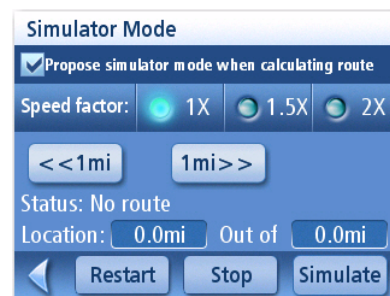 Simulator Mode
Propose simulator mode when calculating route
Speed factor: 1X 1.5X 2X
<<1mi 1mi>>
Status: No route
Location: 0.0mi Out of 0.0mi
Restart Stop Simulate